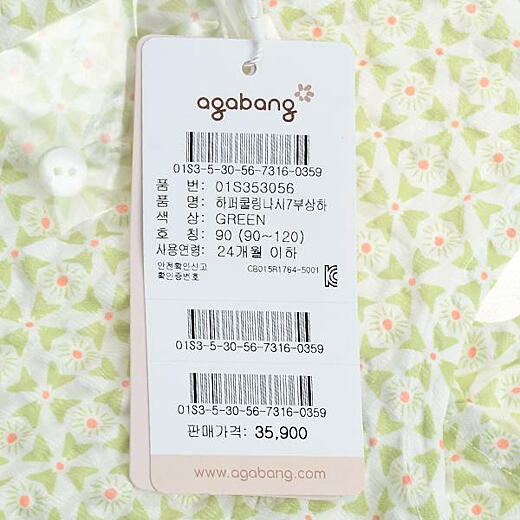 agabang
01S3-5-30-56-7316-0359
품 번: 01S353056
품 명: 하퍼쿨링나시7부상하
색 상: GREEN
호 칭: 90 (90~120)
사용연령: 24개월 이하
안전확인신고
확인증번호
CB015R1764-5001
01S3-5-30-56-7316-0359
01S3-5-30-56-7316-0359
판매가격: 35,900
www.agabang.com